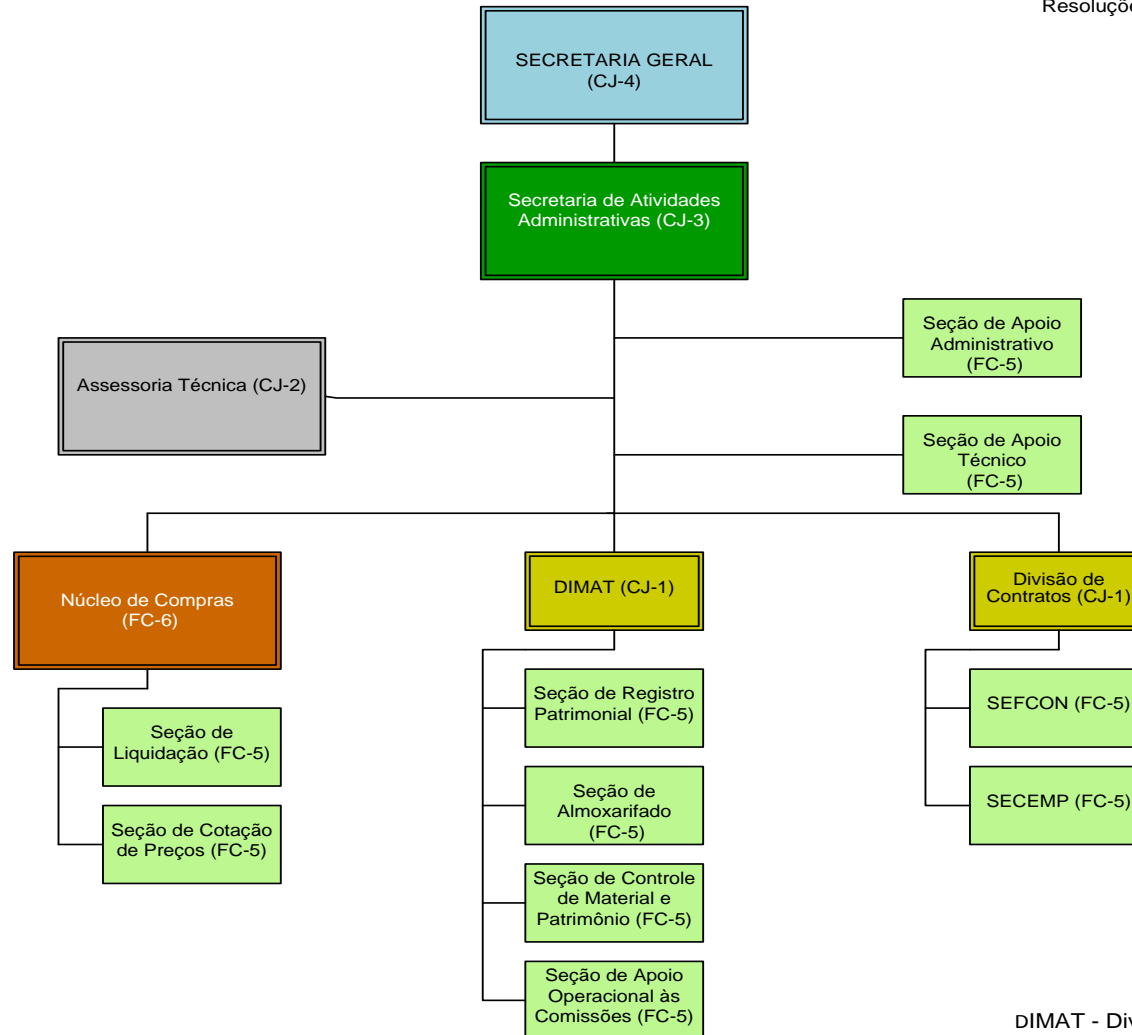 Resoluçõe
SECRETARIA GERAL
(CJ-4)
Secretaria de Atividades
Administrativas (CJ-3)
Seção de Apoio
Administrativo
(FC-5)
Assessoria Técnica (CJ-2)
Seção de Apoio
Técnico
(FC-5)
Núcleo de Compras
(FC-6)
DIMAT (CJ-1)
Divisão de
Contratos (CJ-1)
Seção de
Liquidação (FC-5)
Seção de Cotação
de Preços (FC-5)
Seção de Registro
Patrimonial (FC-5)
Seção de
Almoxarifado
(FC-5)
Seção de Controle
de Material e
Patrimônio (FC-5)
Seção de Apoio
Operacional às
Comissões (FC-5)
SEFCON (FC-5)
SECEMP (FC-5)
DIMAT - Div